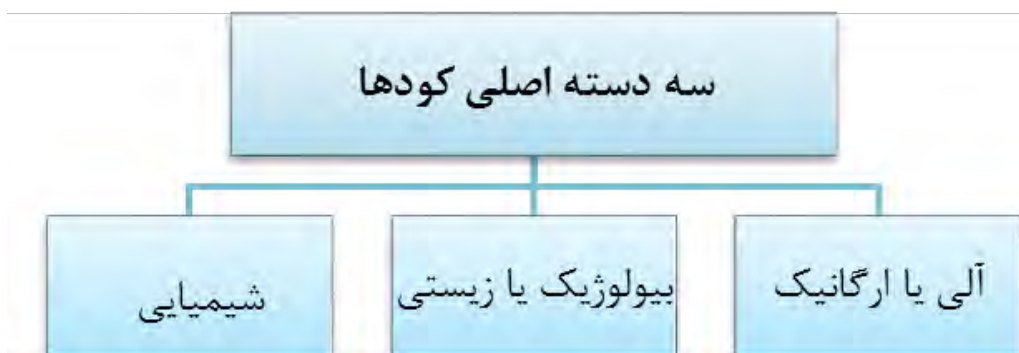 سه دسته اصلی کودها
آلی یا ارگانیک
بیولوژیک یا زیستی
شیمیایی